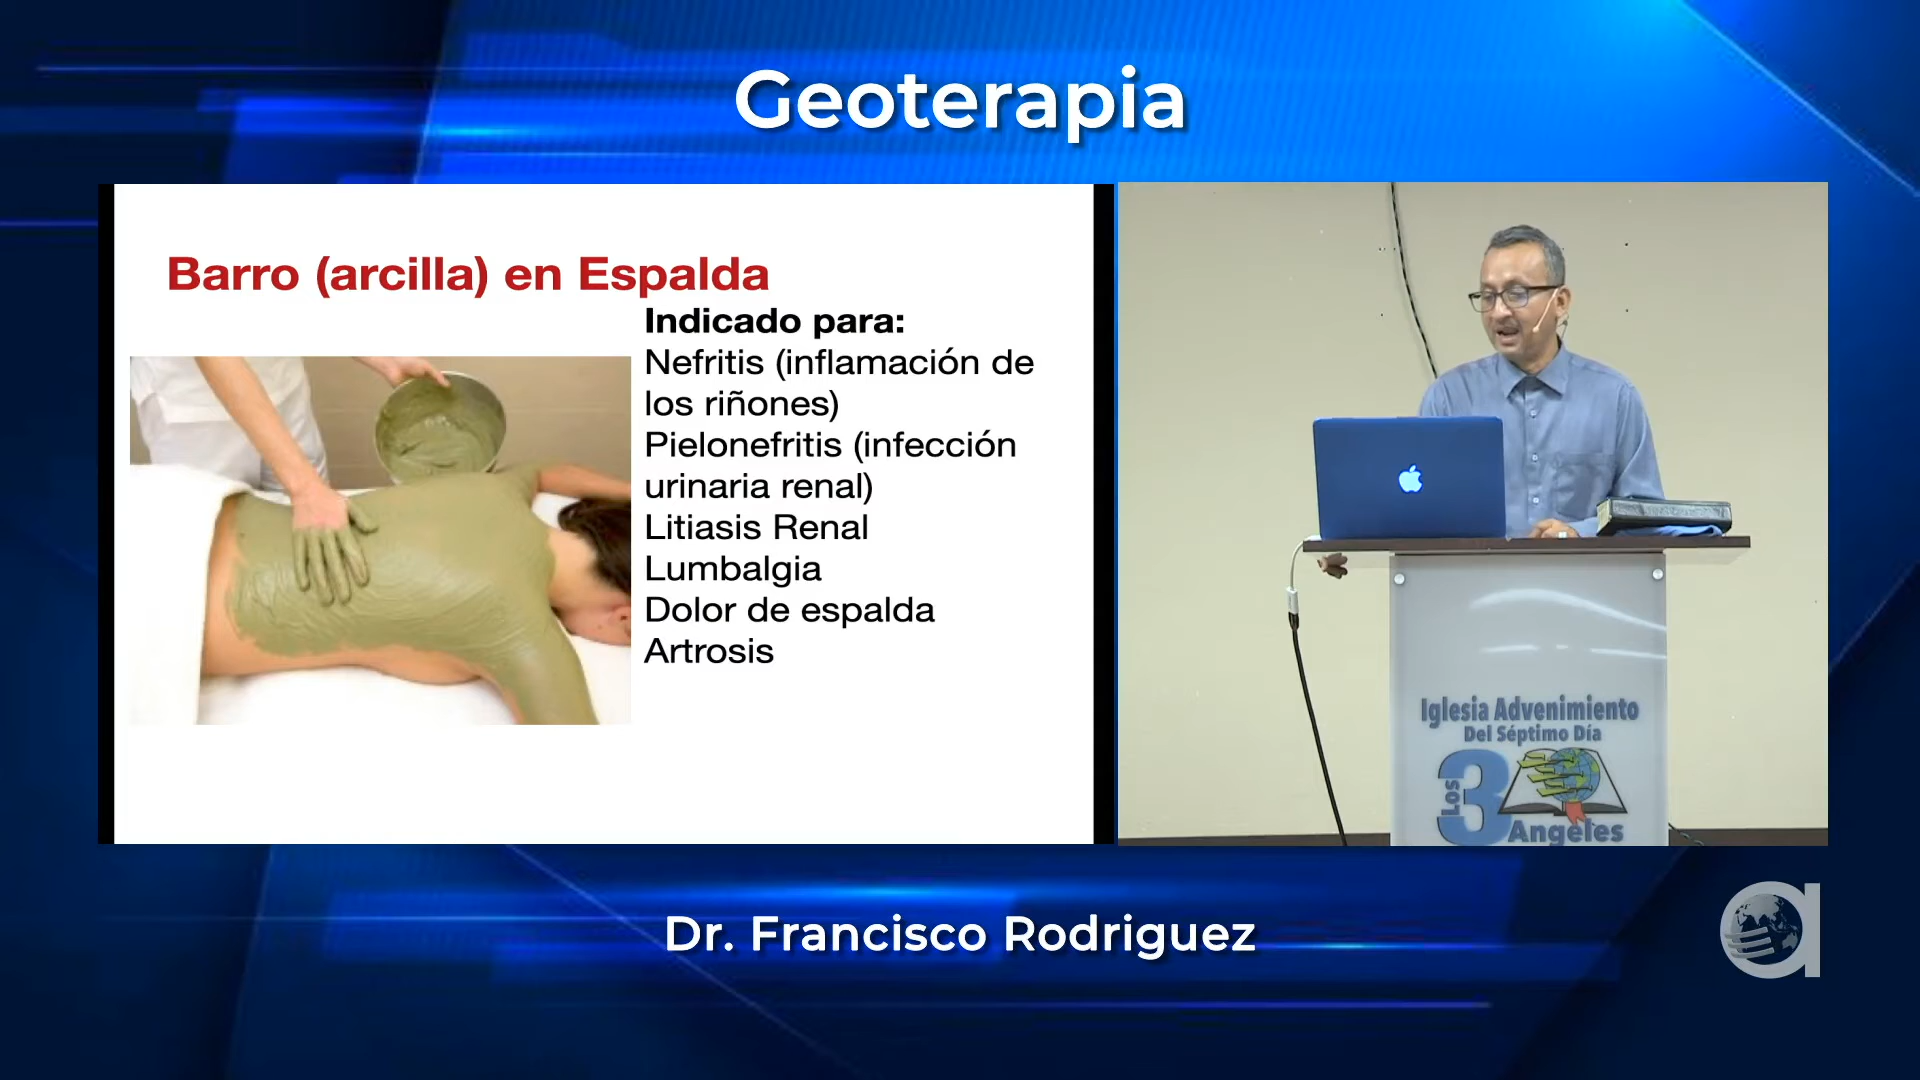 Geoterapia
Barro (arcilla) en Espalda
Indicado para:
Nefritis (inflamación de
los riñones)
Pielonefritis (infección
urinaria renal)
Litiasis Renal
Lumbalgia
Dolor de espalda
Artrosis
Iglesia Advenimiento
Del Séptimo Día
Los 3
Angeles
Dr. Francisco Rodriguez